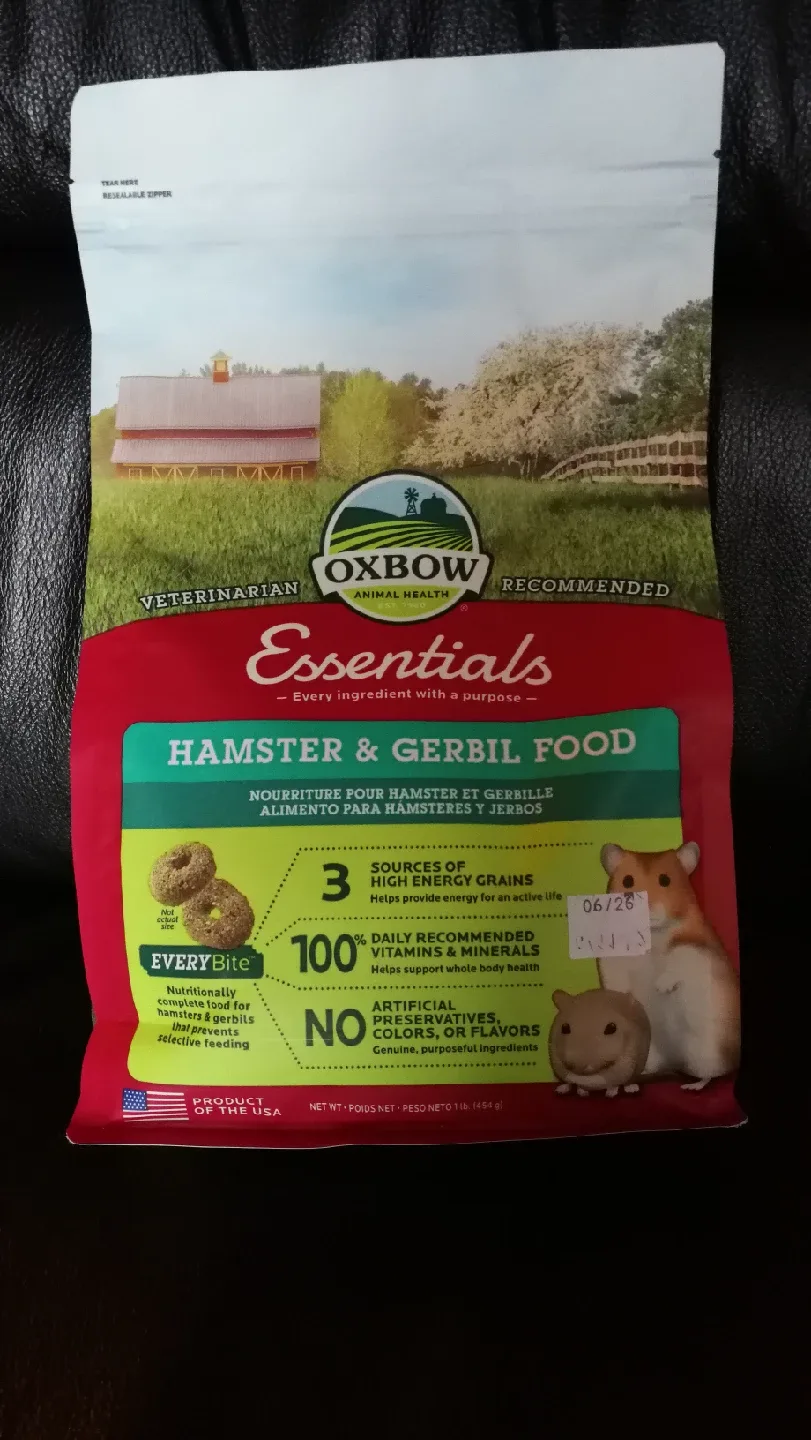 TEAR HERE
RESEALABLE ZIPPER
OXBOW
ANIMAL HEALTH
EST. 1980
®
VETERINARIAN RECOMMENDED
Essentials
— Every ingredient with a purpose —
HAMSTER & GERBIL FOOD
NOURRITURE POUR HAMSTER ET GERBILLE
ALIMENTO PARA HÁMSTERES Y JERBOS
Not
actual
size
EVERYBite™
Nutritionally
complete food for
hamsters & gerbils
that prevents
selective feeding
3 SOURCES OF
HIGH ENERGY GRAINS
Helps provide energy for an active life
100% DAILY RECOMMENDED
VITAMINS & MINERALS
Helps support whole body health
NO ARTIFICIAL
PRESERVATIVES,
COLORS, OR FLAVORS
Genuine, purposeful ingredients
06/26
PRODUCT
OF THE USA
NET WT • POIDS NET • PESO NETO 1 lb. (454 g)